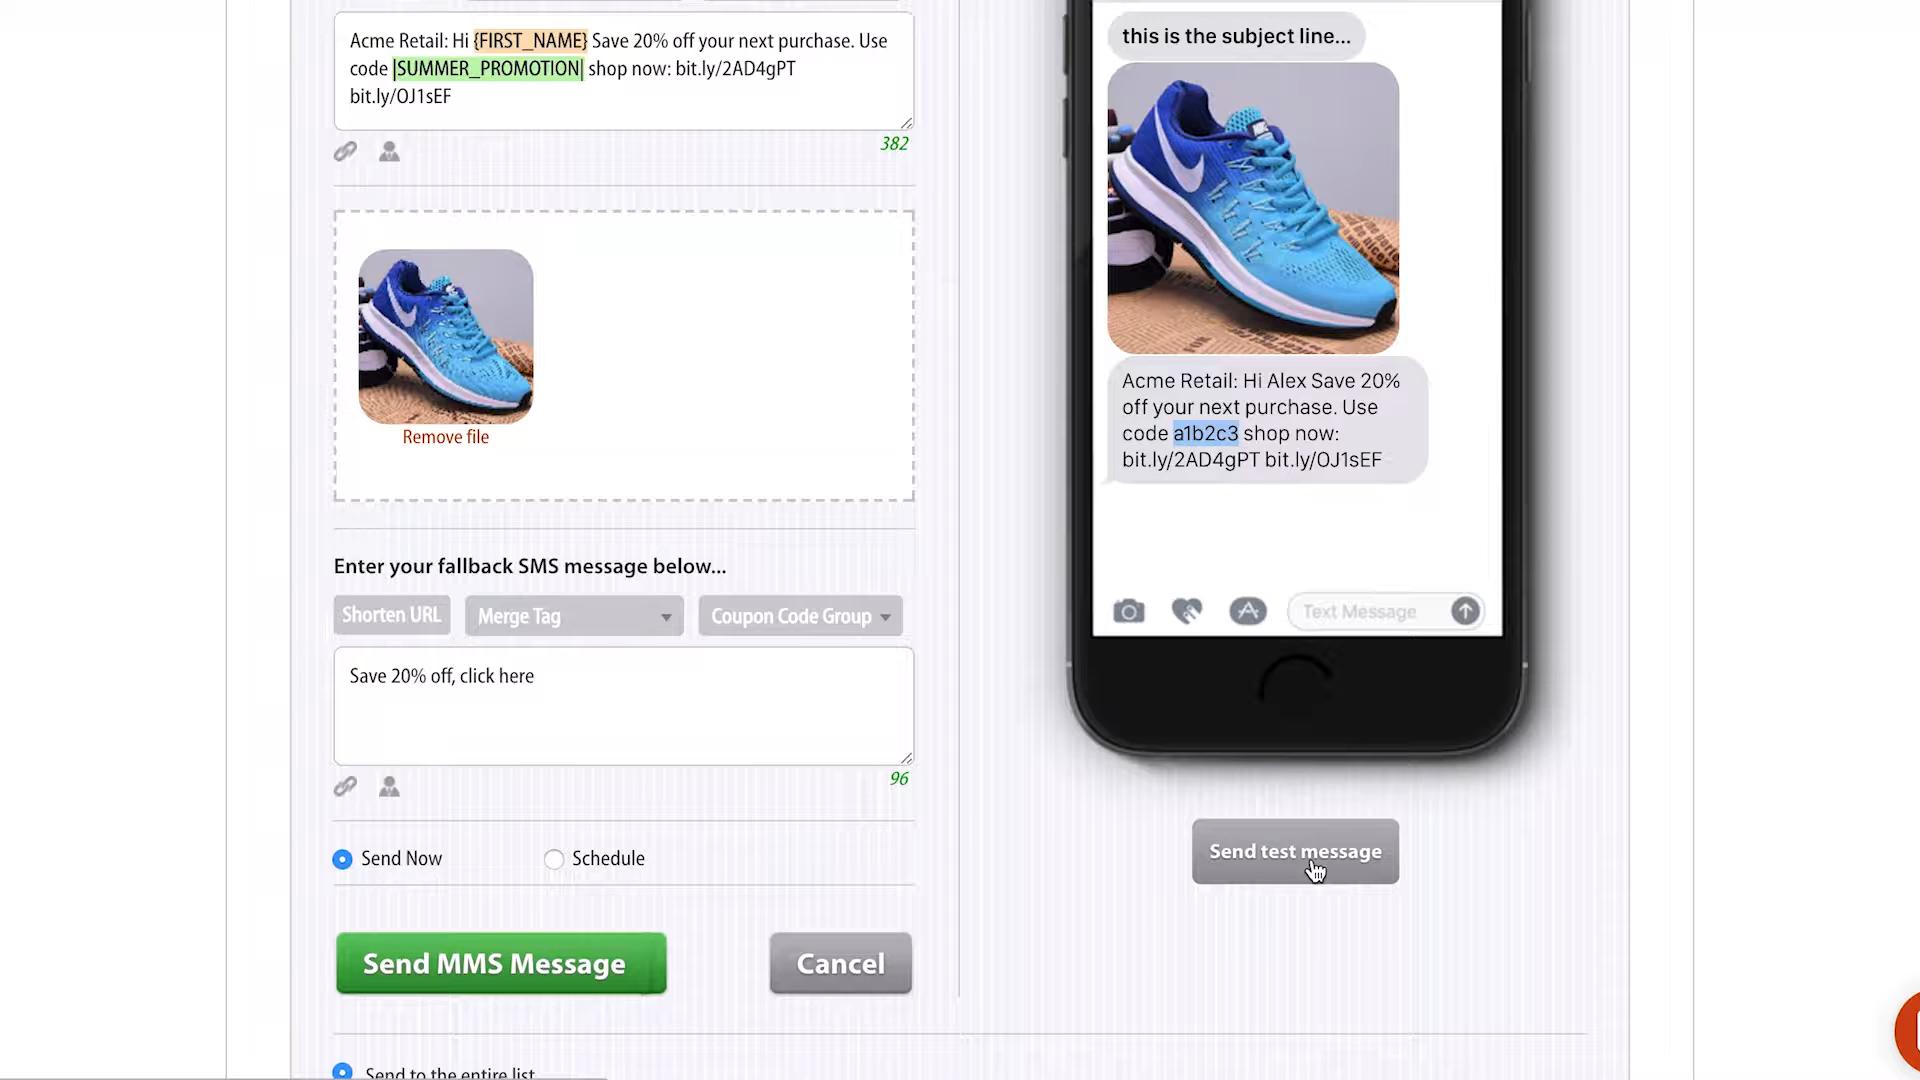 Acme Retail: Hi {FIRST_NAME} Save 20% off your next purchase. Use
code |SUMMER_PROMOTION| shop now: bit.ly/2AD4gPT
bit.ly/OJ1sEF
382
Remove file
Enter your fallback SMS message below...
Shorten URL
Merge Tag
Coupon Code Group
Save 20% off, click here
96
Send Now
Schedule
Send MMS Message
Cancel
Send to the entire list
this is the subject line...
Acme Retail: Hi Alex Save 20%
off your next purchase. Use
code a1b2c3 shop now:
bit.ly/2AD4gPT bit.ly/OJ1sEF
Text Message
Send test message